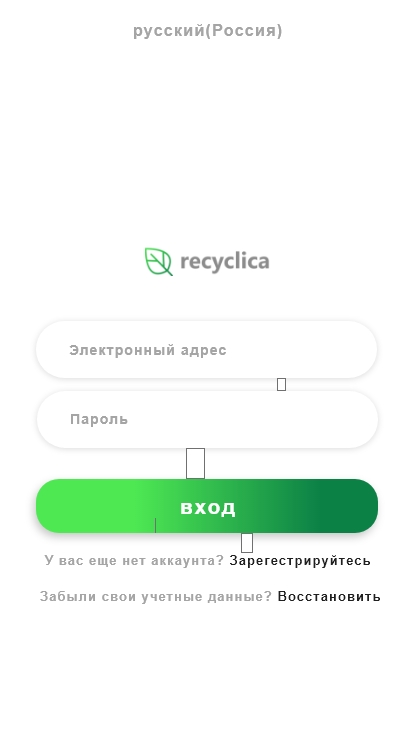 русский(Россия)
recyclica
Электронный адрес
Пароль
вход
У вас еще нет аккаунта? Зарегестрируйтесь
Забыли свои учетные данные? Восстановить